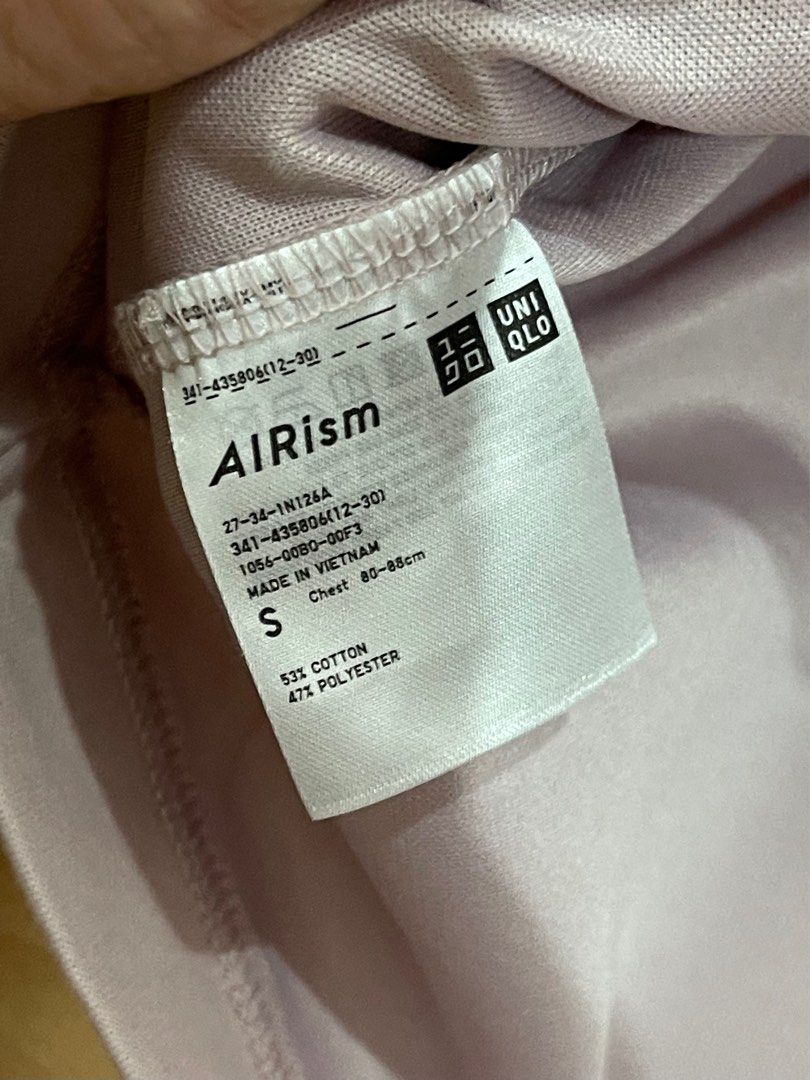 341-435806(12-30)
ユニ
クロ
UNI
QLO
AIRism
27-34-1N126A
341-435806(12-30)
1056-00B0-00F3
MADE IN VIETNAM
S Chest 80-88cm
53% COTTON
47% POLYESTER